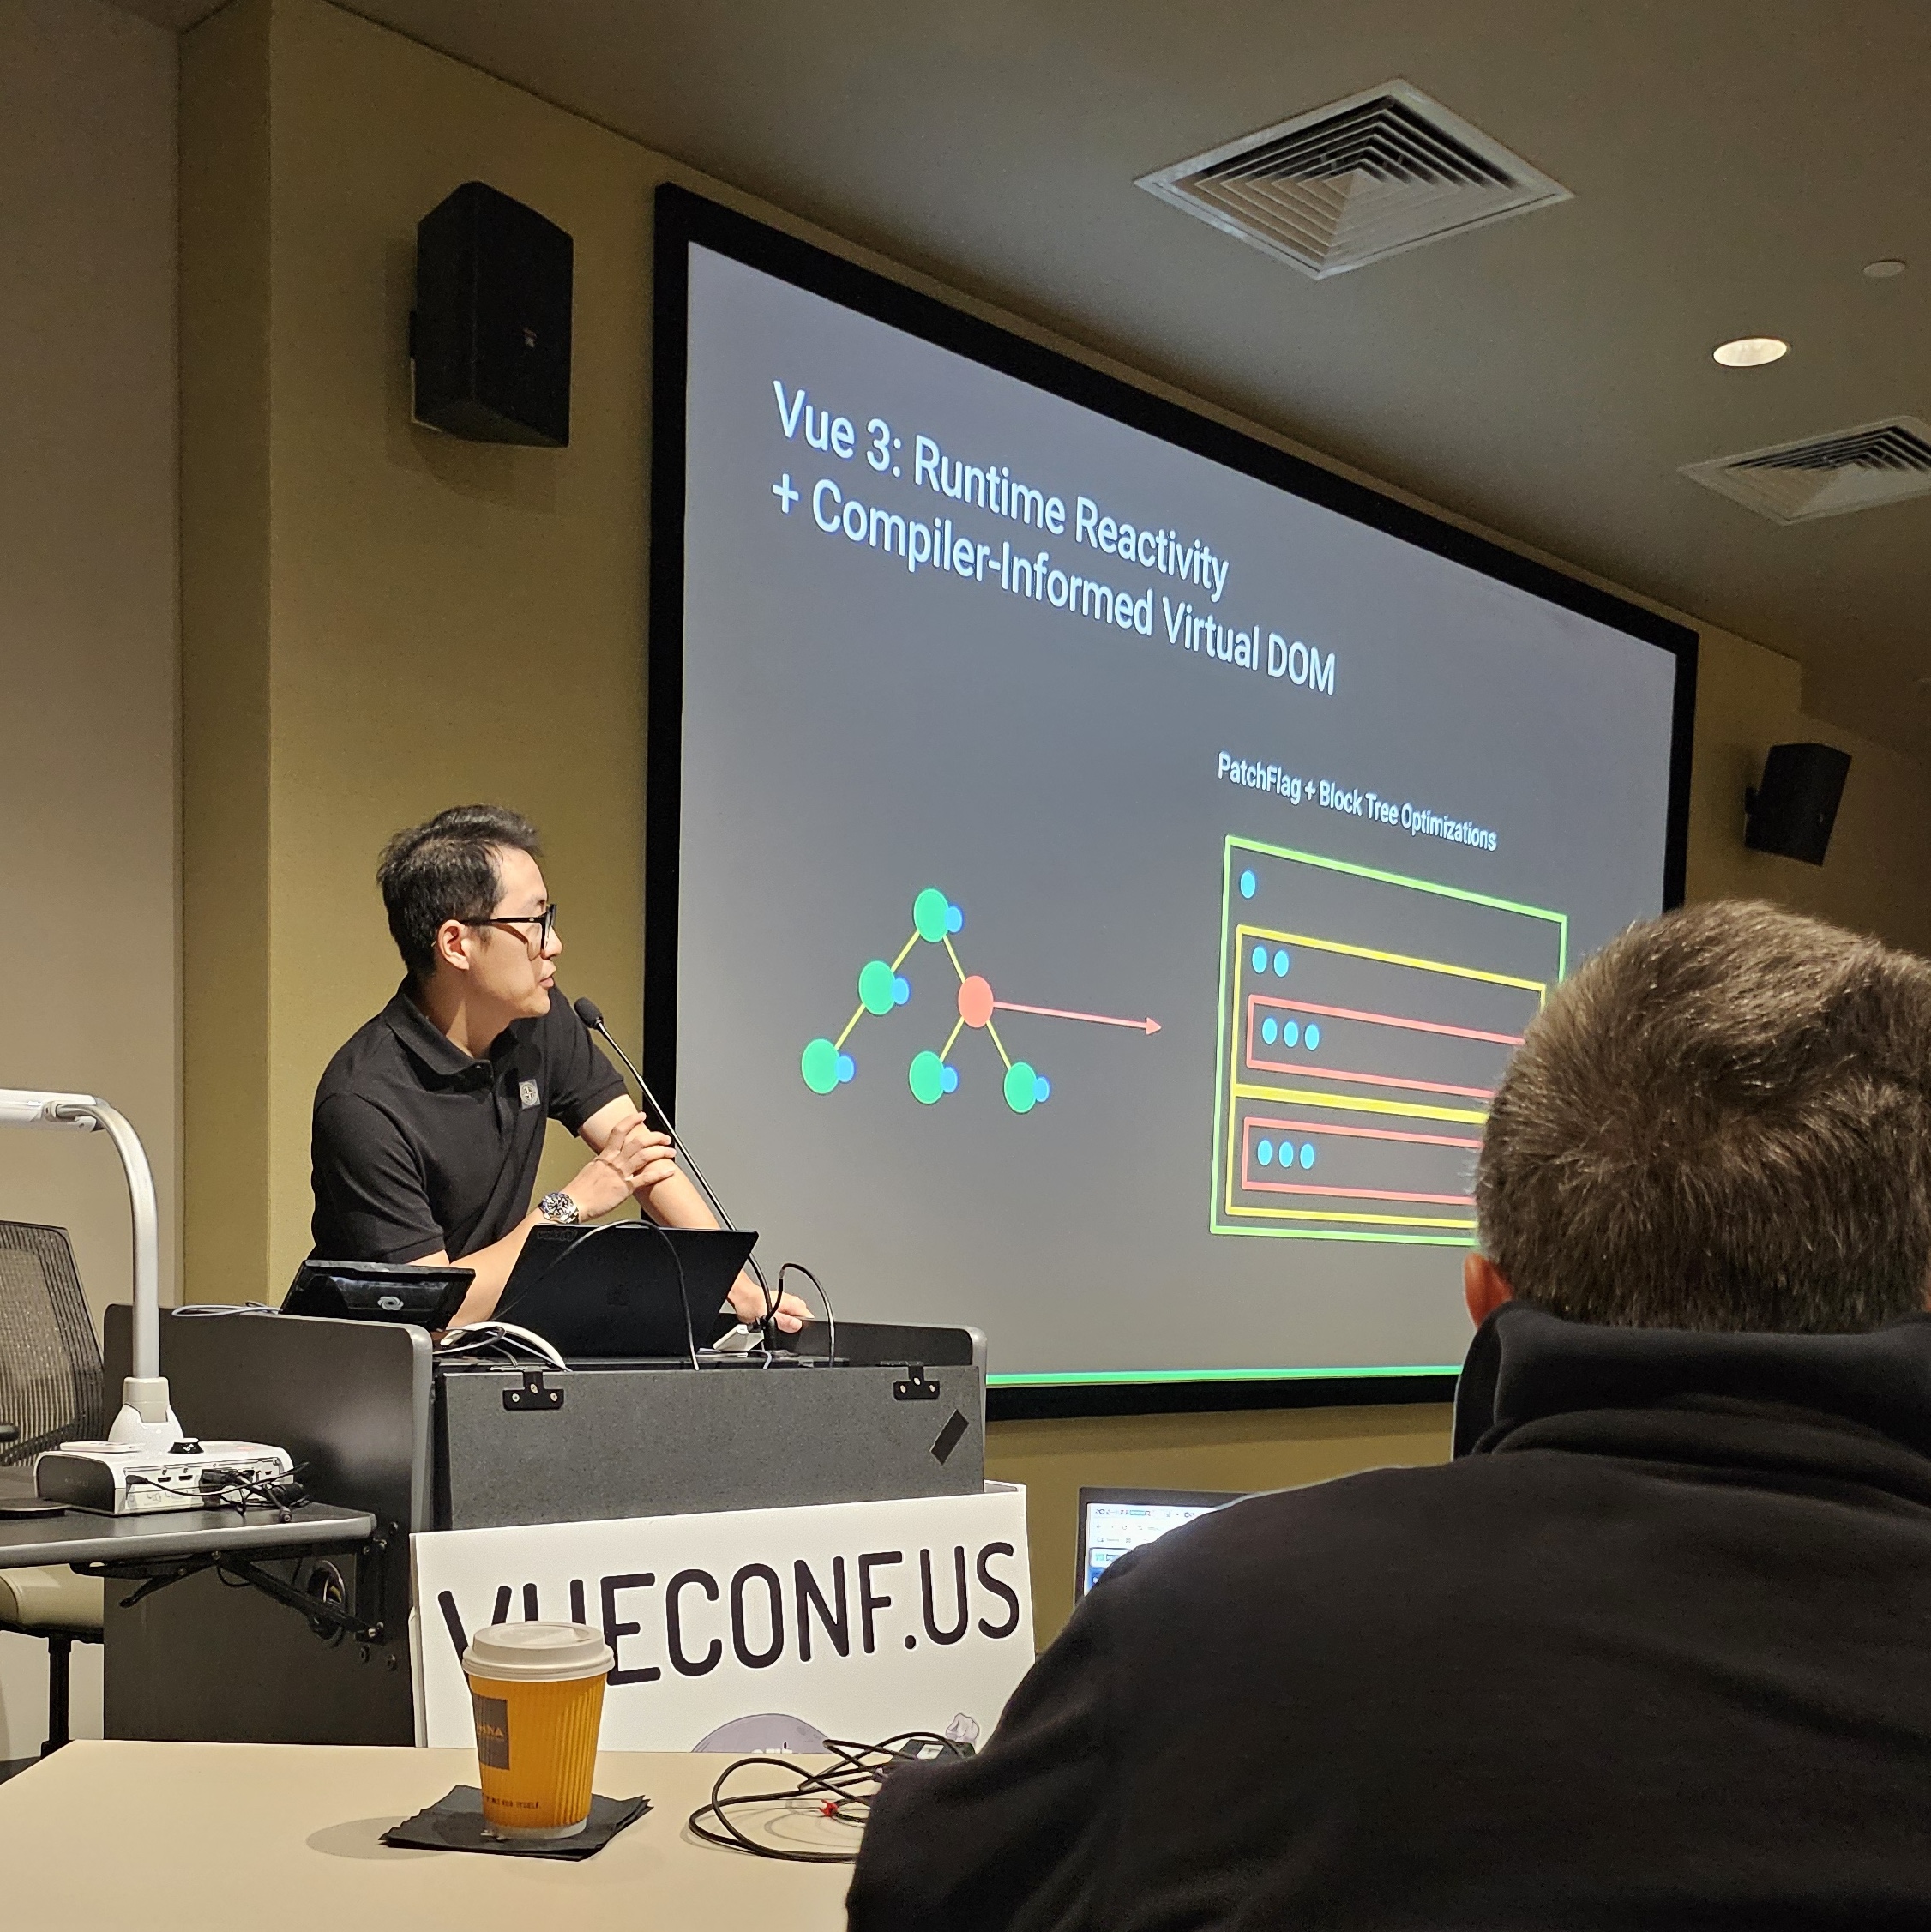 Vue 3: Runtime Reactivity
+ Compiler-Informed Virtual DOM
PatchFlag + Block Tree Optimizations
VUECONF.US